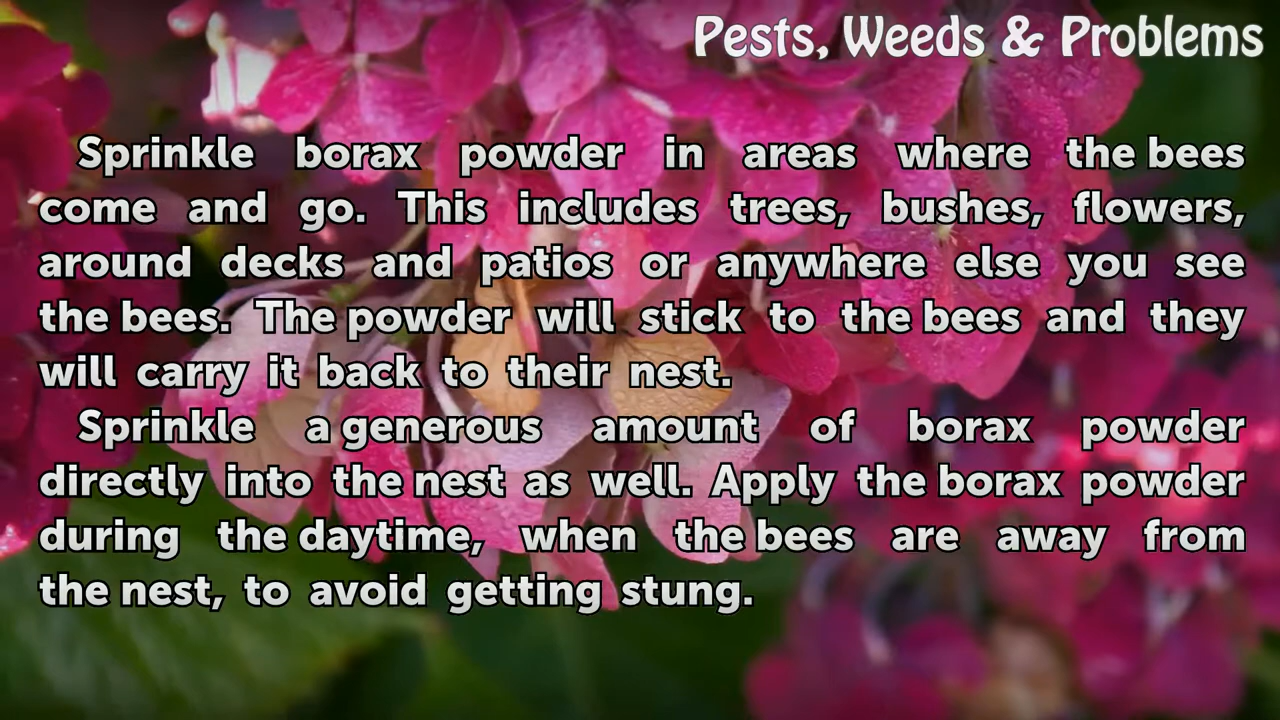 Pests, Weeds & Problems
Sprinkle borax powder in areas where the bees
come and go. This includes trees, bushes, flowers,
around decks and patios or anywhere else you see
the bees. The powder will stick to the bees and they
will carry it back to their nest.
Sprinkle a generous amount of borax powder
directly into the nest as well. Apply the borax powder
during the daytime, when the bees are away from
the nest, to avoid getting stung.